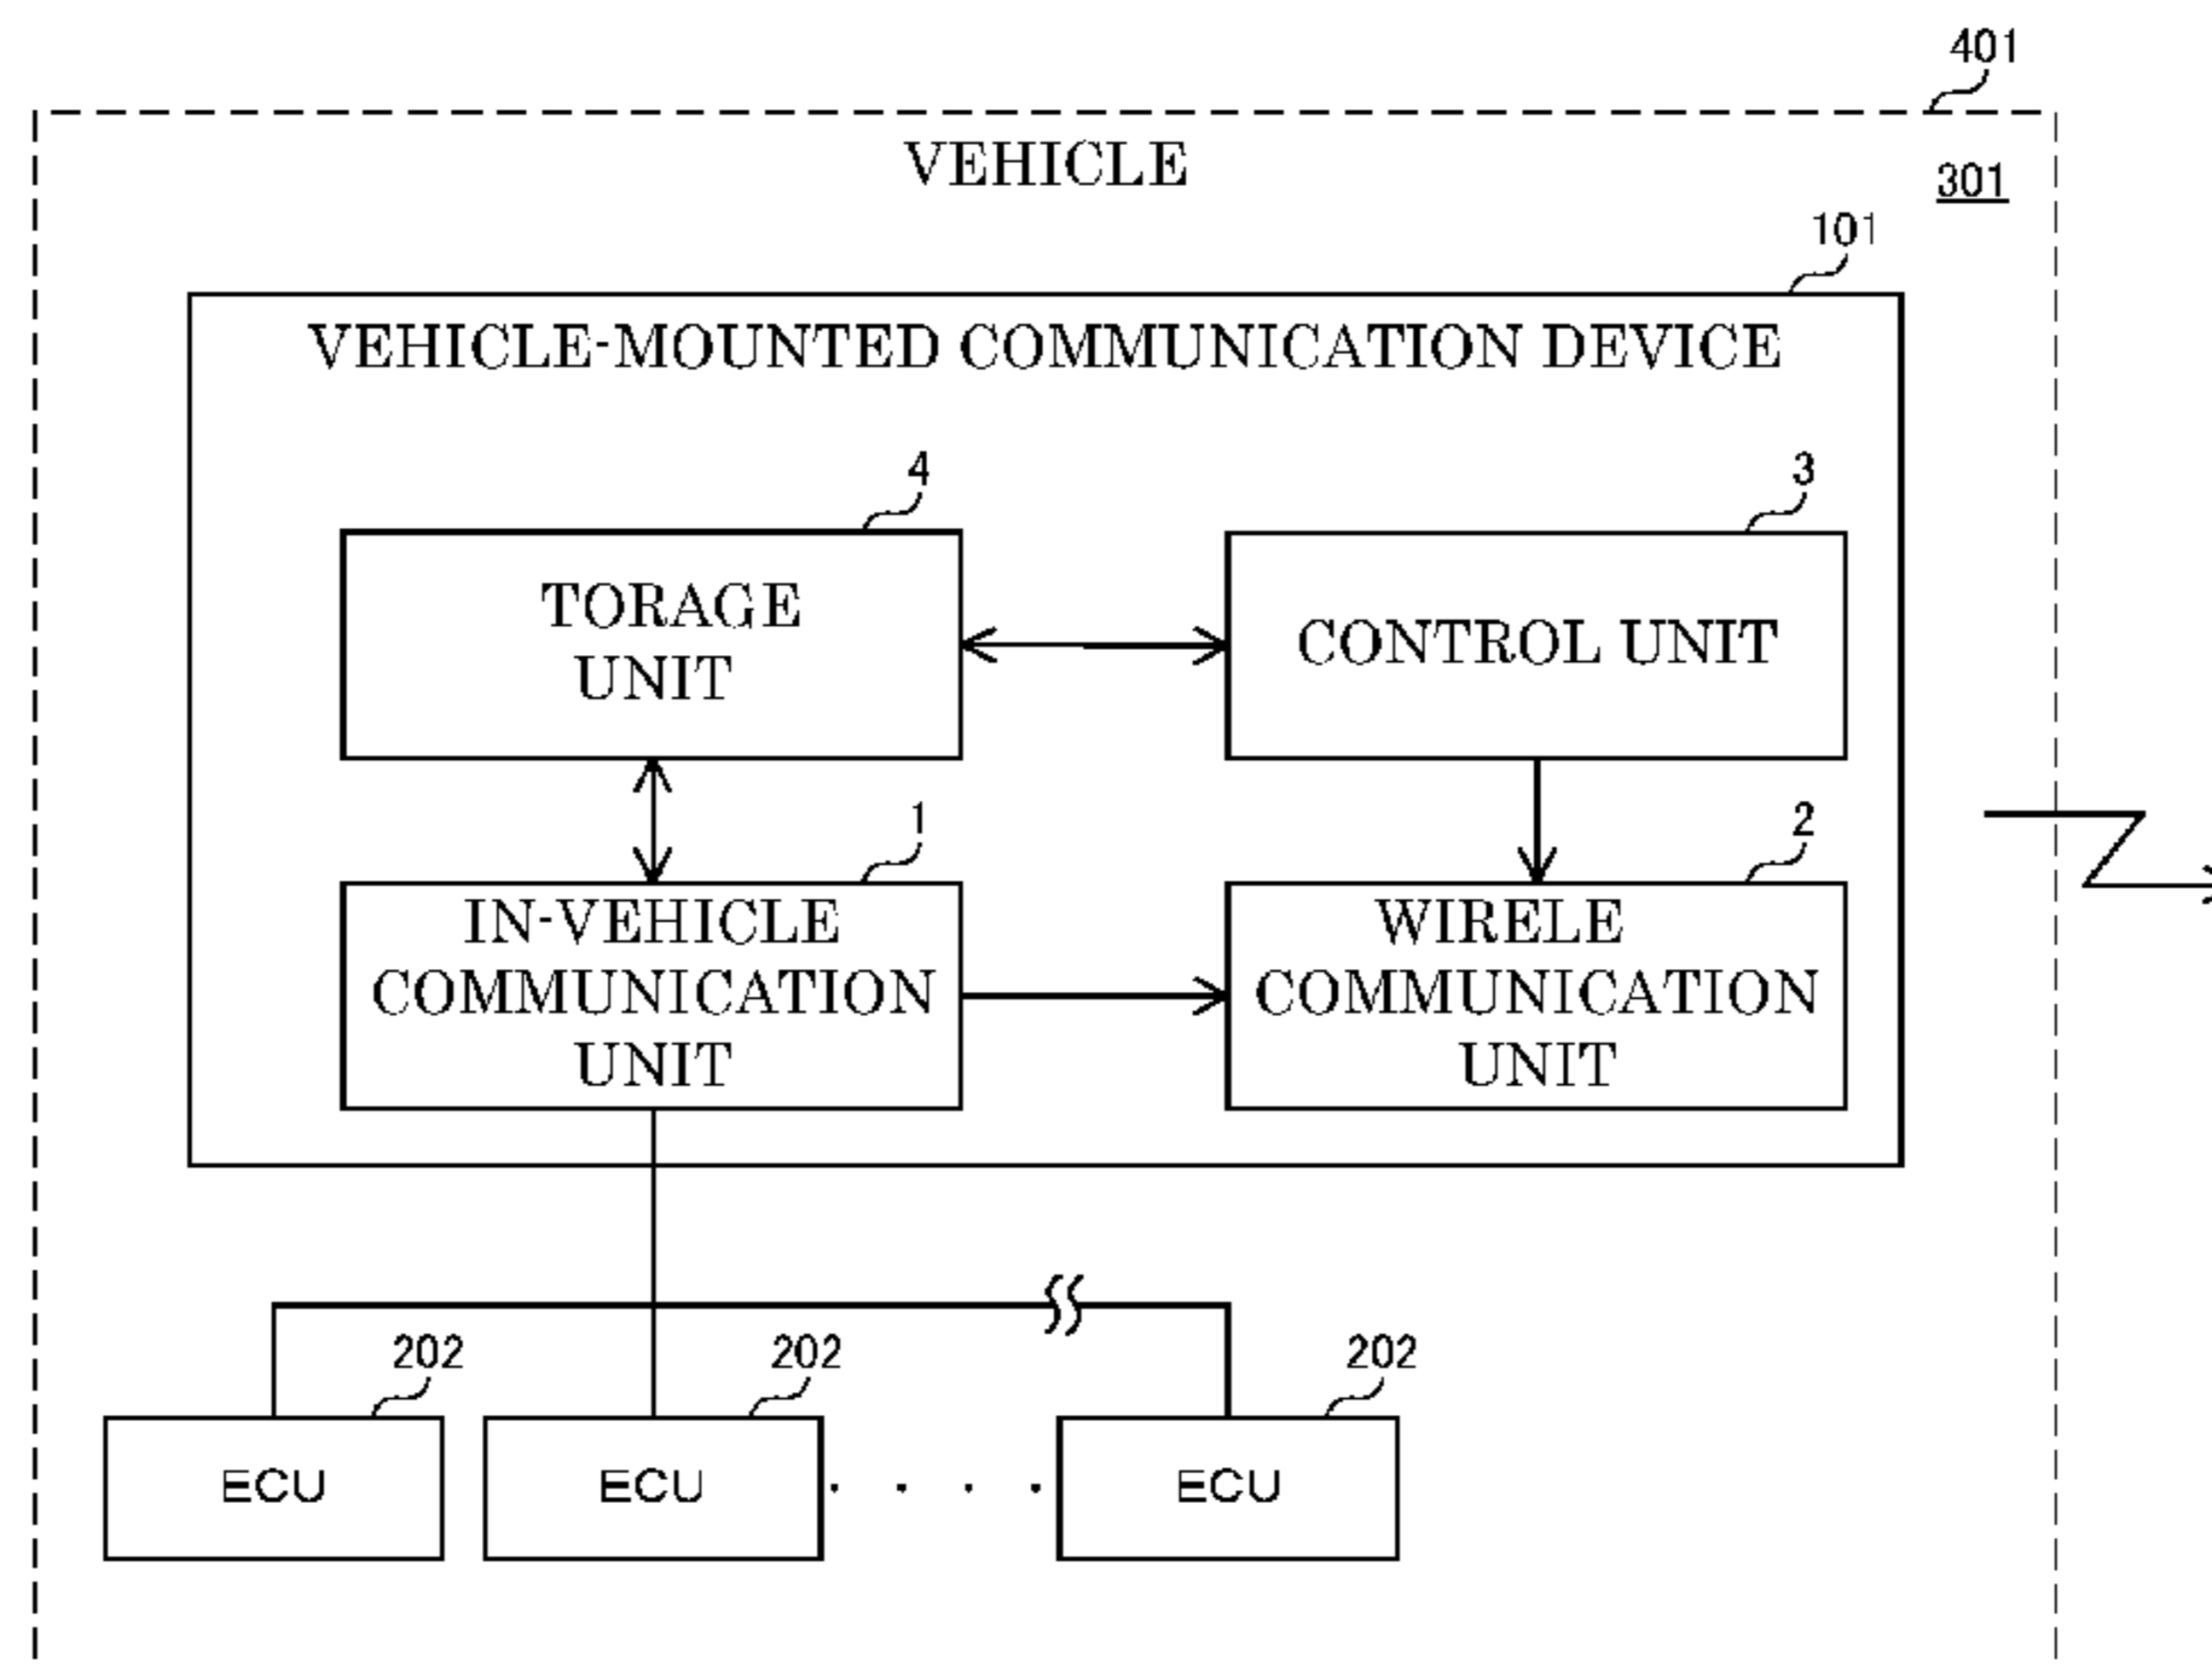 401
VEHICLE
301
101
VEHICLE-MOUNTED COMMUNICATION DEVICE
4
3
TORAGE
UNIT
CONTROL UNIT
1
2
IN-VEHICLE
COMMUNICATION
UNIT
WIRELE
COMMUNICATION
UNIT
202
202
202
ECU
ECU
. . . .
ECU